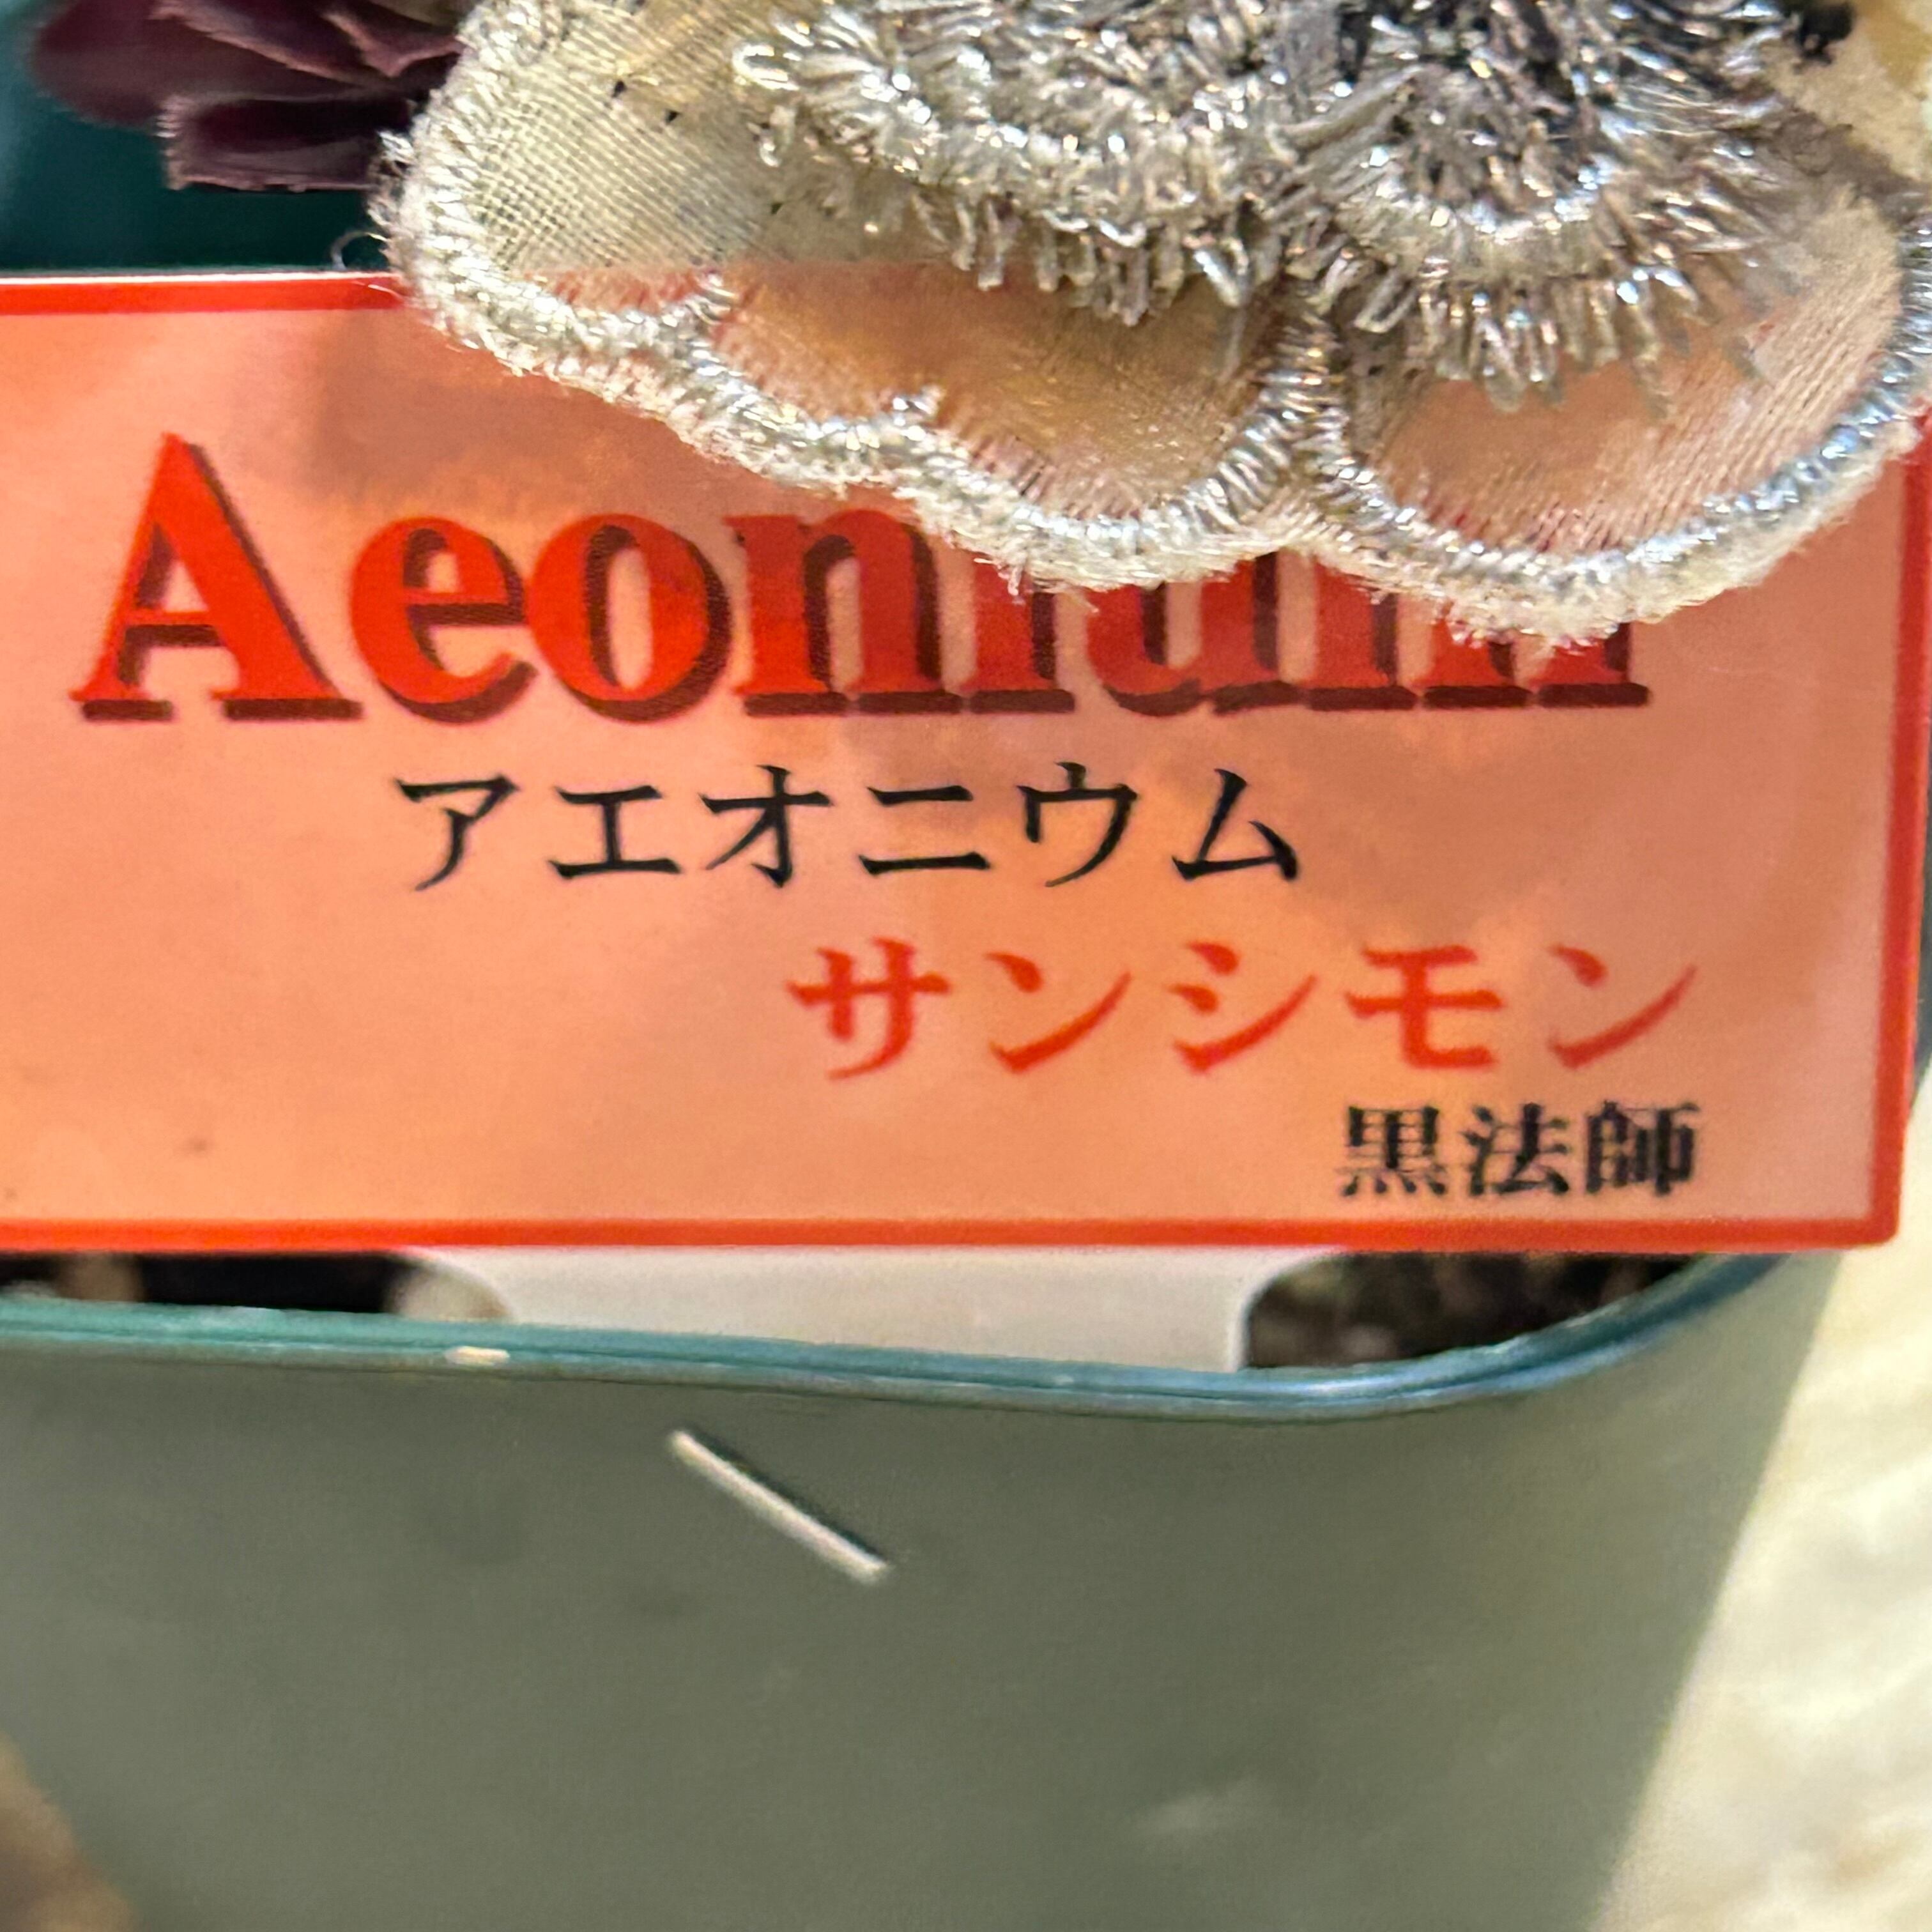 Aeonium
アエオニウム
サンシモン
黒法師